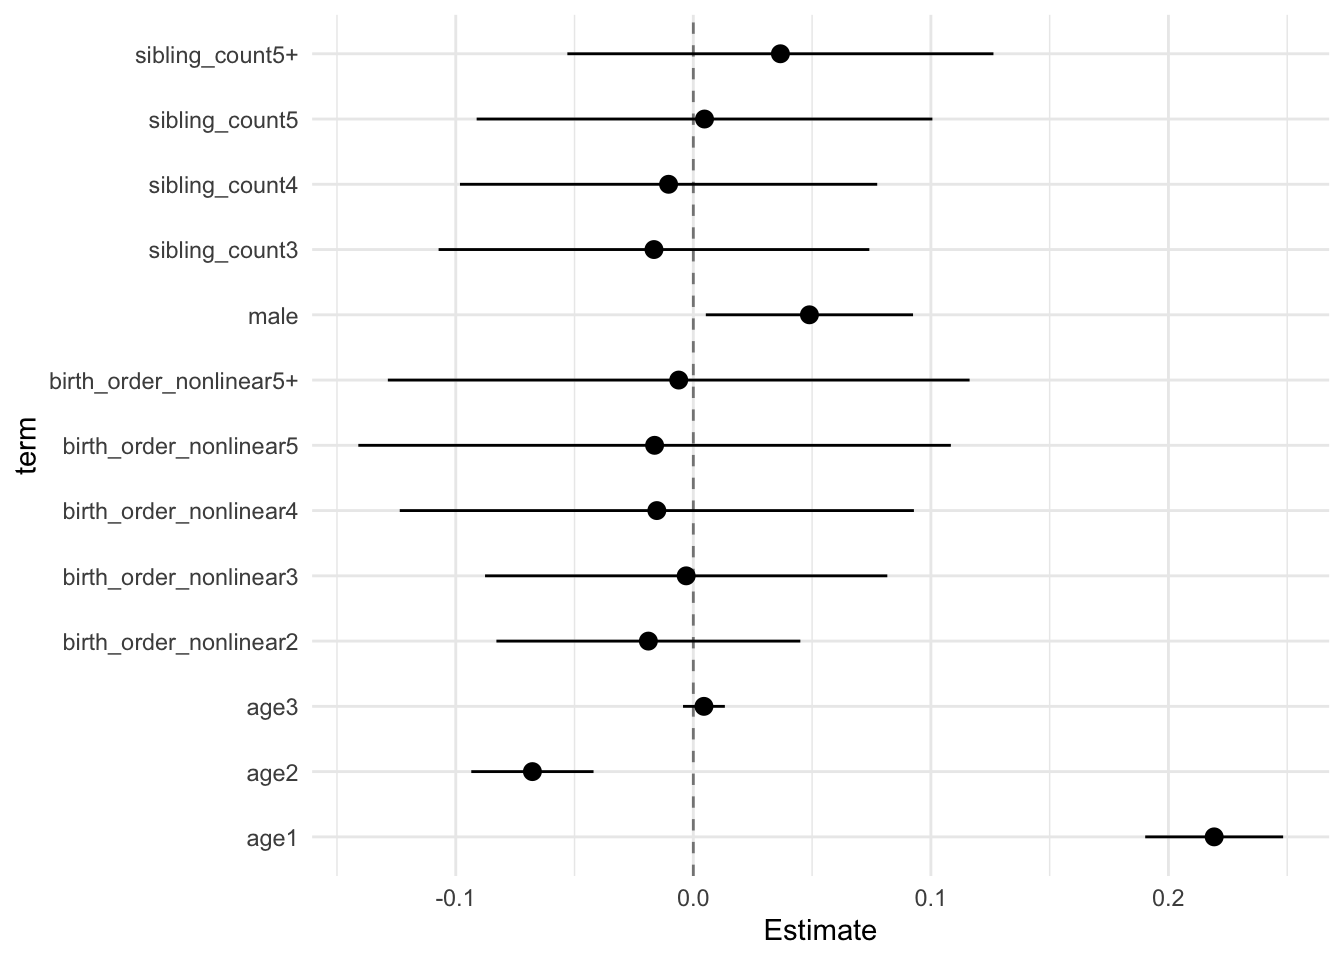 sibling_count5+
sibling_count5
sibling_count4
sibling_count3
male
birth_order_nonlinear5+
birth_order_nonlinear5
birth_order_nonlinear4
birth_order_nonlinear3
birth_order_nonlinear2
age3
age2
age1
term
-0.1 0.0 0.1 0.2
Estimate